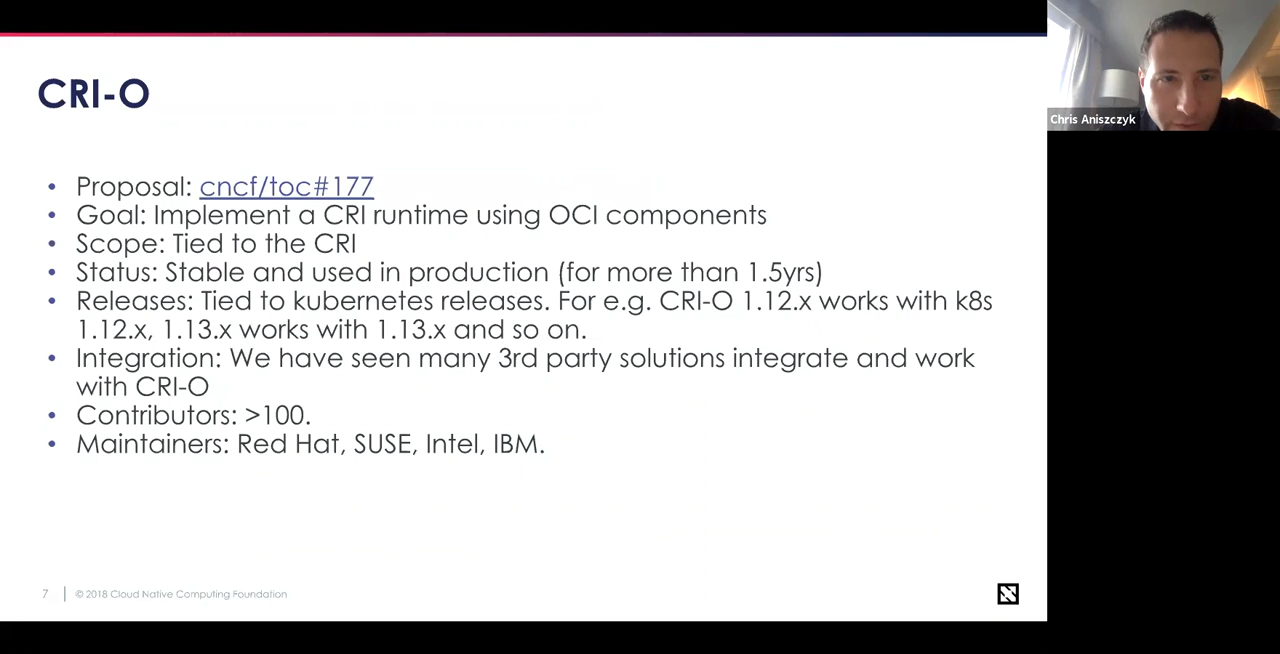 CRI-O
Chris Aniszczyk
• Proposal: cncf/toc#177
• Goal: Implement a CRI runtime using OCI components
• Scope: Tied to the CRI
• Status: Stable and used in production (for more than 1.5yrs)
• Releases: Tied to kubernetes releases. For e.g. CRI-O 1.12.x works with k8s
1.12.x, 1.13.x works with 1.13.x and so on.
• Integration: We have seen many 3rd party solutions integrate and work
with CRI-O
• Contributors: >100.
• Maintainers: Red Hat, SUSE, Intel, IBM.
7 | © 2018 Cloud Native Computing Foundation